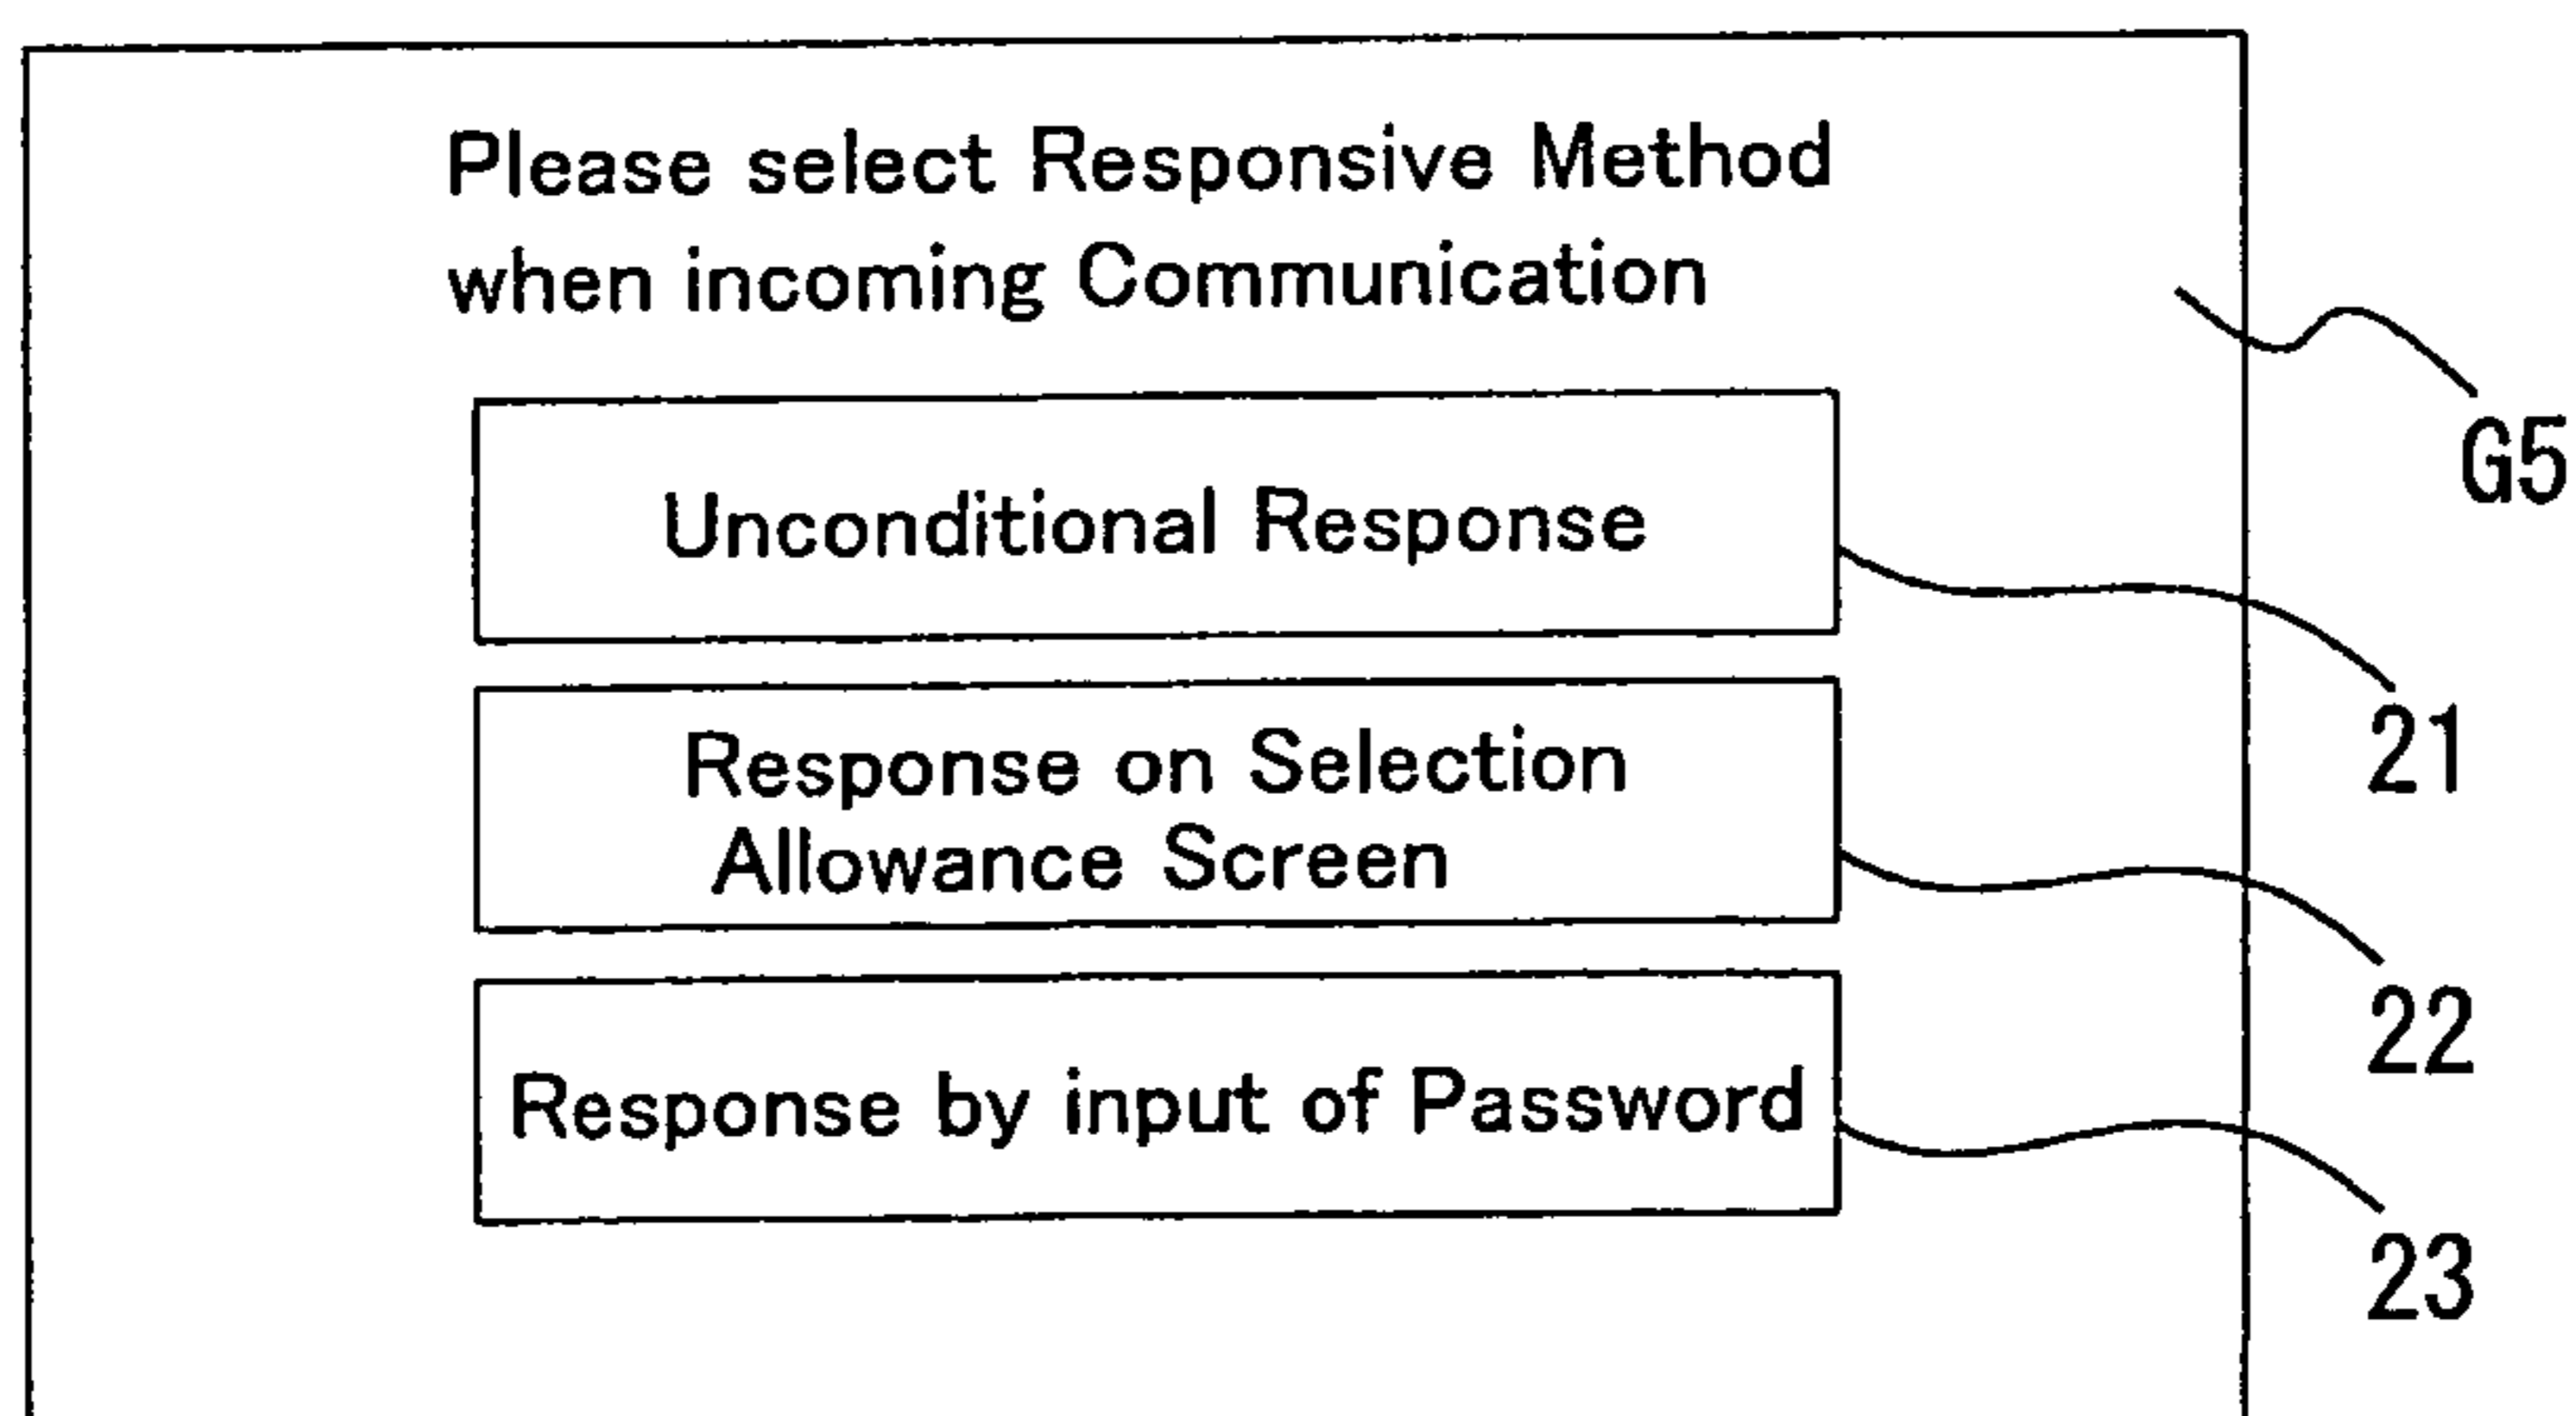 Please select Responsive Method
when incoming Communication
G5
Unconditional Response
21
Response on Selection
Allowance Screen
22
Response by input of Password
23